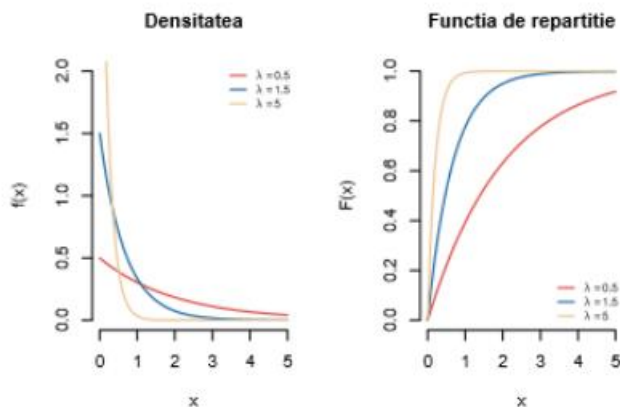 Densitatea
2.0
1.5
1.0
0.5
0.0
f(x)
λ=0.5
λ=1.5
λ=5
0 1 2 3 4 5
x
Functia de repartitie
1.0
0.8
0.6
0.4
0.2
0.0
F(x)
λ=0.5
λ=1.5
λ=5
0 1 2 3 4 5
x